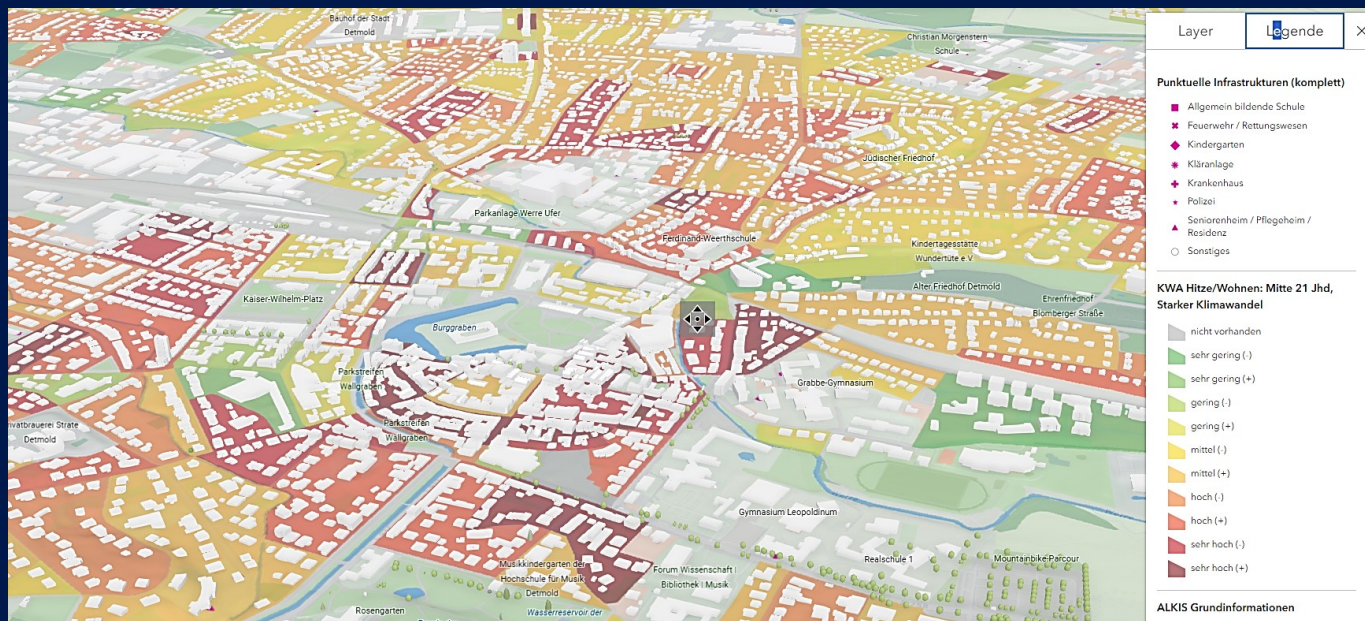 Bauhof der Stadt
Detmold
Christian Morgenstern
Schule
Jüdischer Friedhof
Parkanlage Werre Ufer
Ferdinand-Weerthschule
Kindertagesstätte
Wundertüte e V
Kaiser-Wilhelm-Platz
Alter Friedhof Detmold
Ehrenfriedhof
Blomberger Straße
Burggraben
Parkstreifen
Wallgraben
Grabbe-Gymnasium
Parkstreifen
Wallgraben
vatbrauerei Strate
Detmold
Gymnasium Leopoldinum
Realschule 1
Mountainbike-Parcour
Musikkindergarten der
Hochschule für Musik
Detmold
Forum Wissenschaft |
Bibliothek | Musik
Rosengarten
Wasserreservoir der
Layer
Legende
Punktuelle Infrastrukturen (komplett)
Allgemein bildende Schule
Feuerwehr / Rettungswesen
Kindergarten
Kläranlage
Krankenhaus
Polizei
Seniorenheim / Pflegeheim /
Residenz
Sonstiges
KWA Hitze/Wohnen: Mitte 21 Jhd,
Starker Klimawandel
nicht vorhanden
sehr gering (-)
sehr gering (+)
gering (-)
gering (+)
mittel (-)
mittel (+)
hoch (-)
hoch (+)
sehr hoch (-)
sehr hoch (+)
ALKIS Grundinformationen